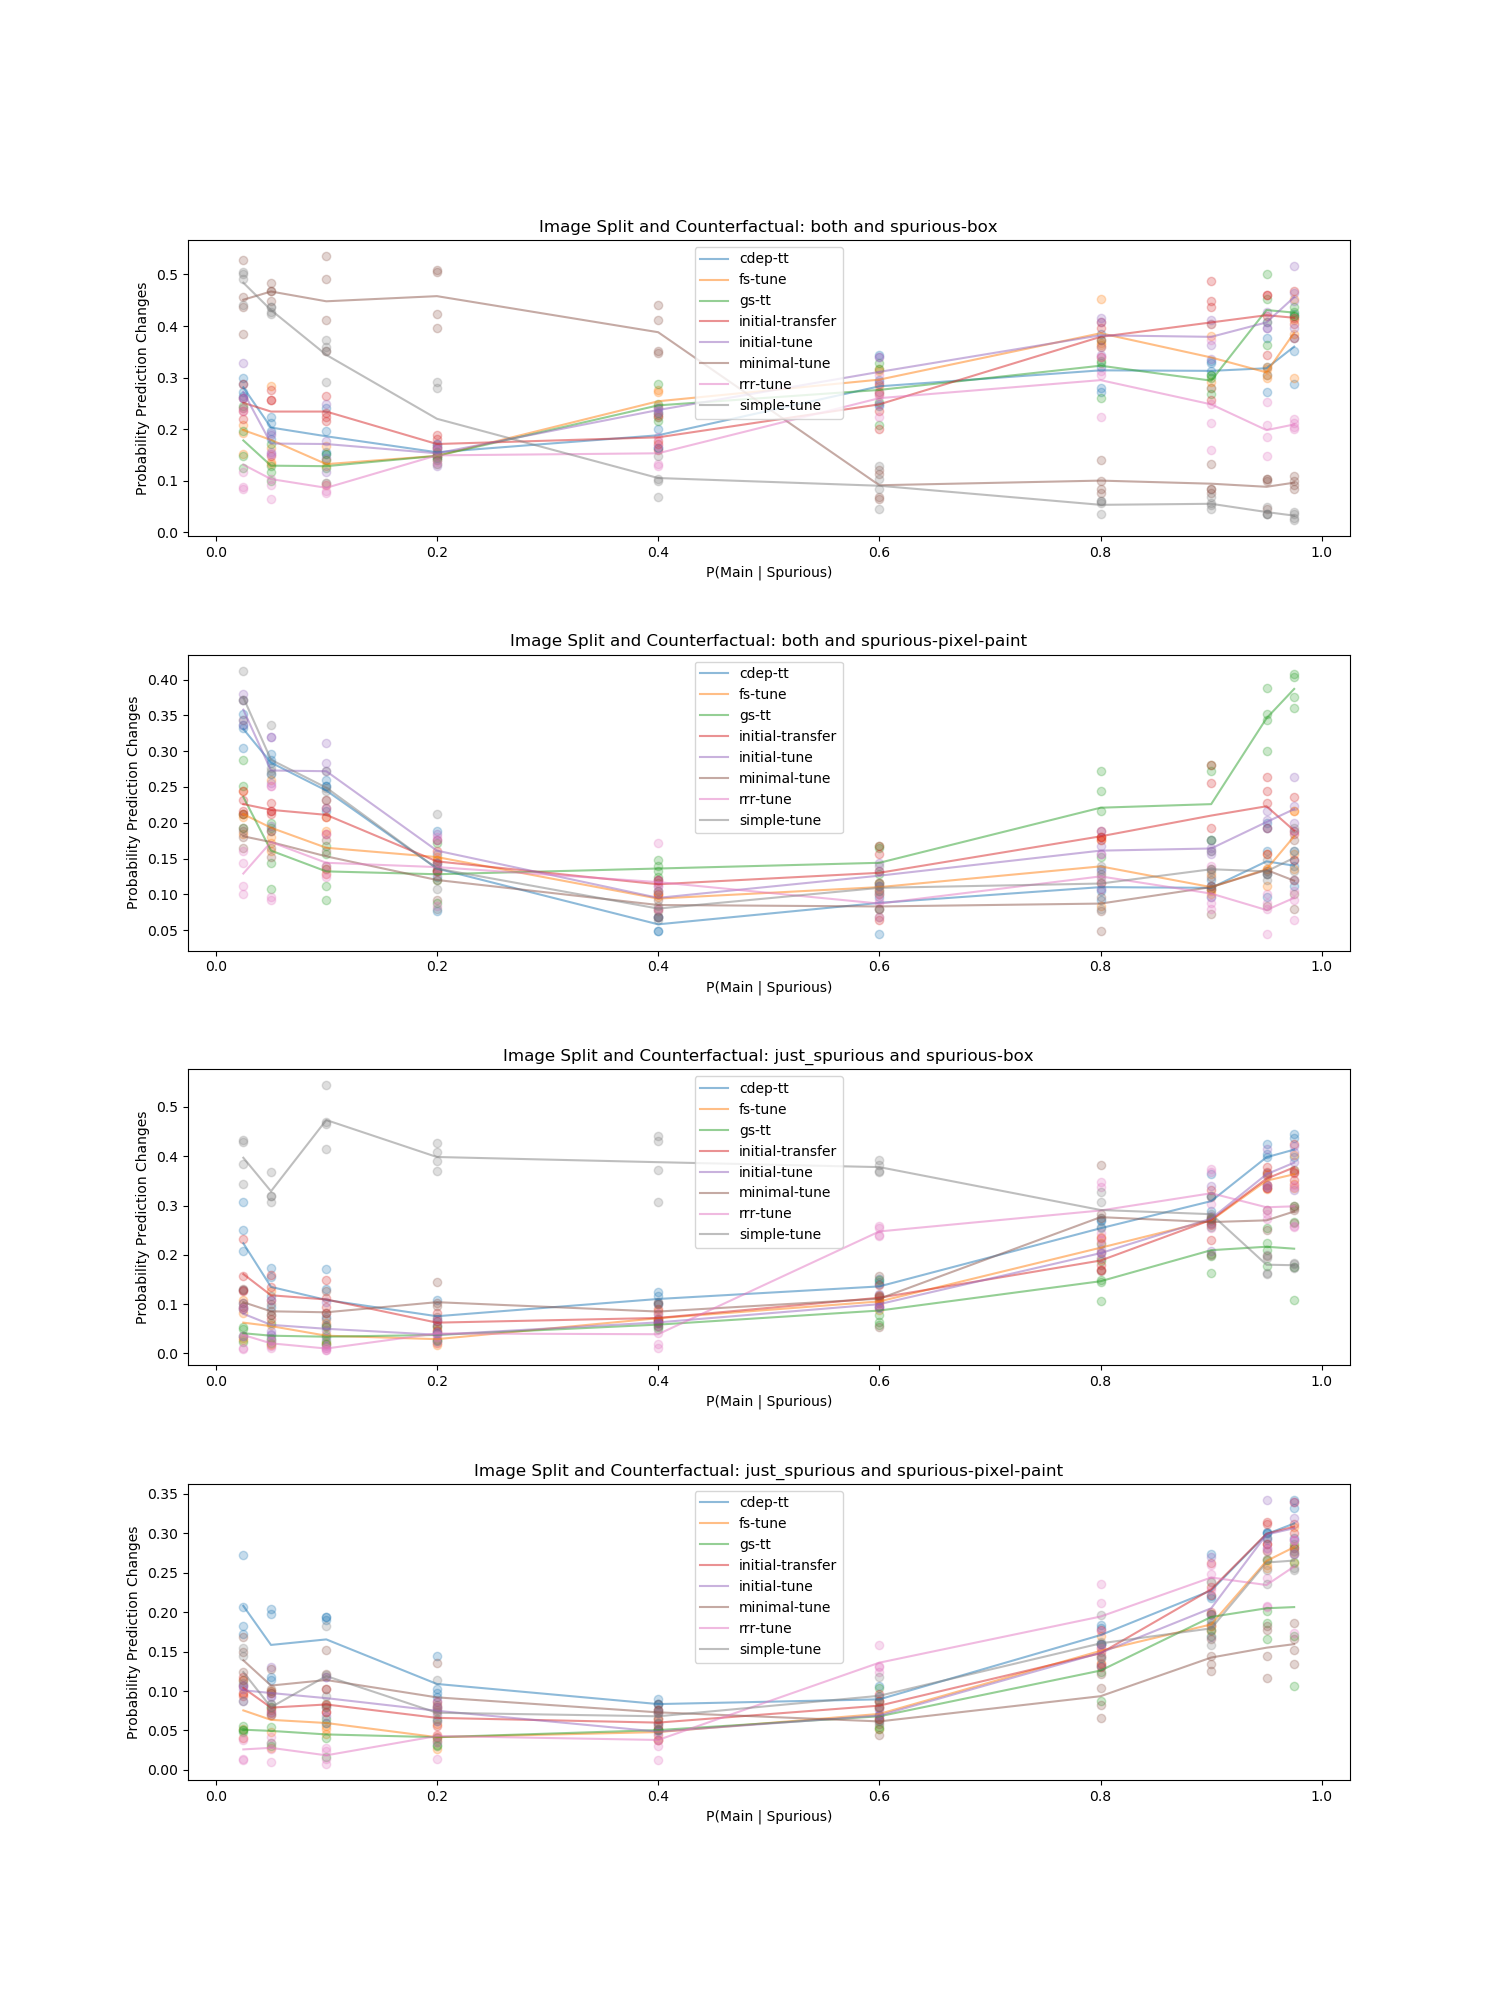 Image Split and Counterfactual: both and spurious-box
Probability Prediction Changes
0.5
0.4
0.3
0.2
0.1
0.0
cdep-tt
fs-tune
gs-tt
initial-transfer
initial-tune
minimal-tune
rrr-tune
simple-tune
0.0 0.2 0.4 0.6 0.8 1.0
P(Main | Spurious)
Image Split and Counterfactual: both and spurious-pixel-paint
Probability Prediction Changes
0.40
0.35
0.30
0.25
0.20
0.15
0.10
0.05
cdep-tt
fs-tune
gs-tt
initial-transfer
initial-tune
minimal-tune
rrr-tune
simple-tune
0.0 0.2 0.4 0.6 0.8 1.0
P(Main | Spurious)
Image Split and Counterfactual: just_spurious and spurious-box
Probability Prediction Changes
0.5
0.4
0.3
0.2
0.1
0.0
cdep-tt
fs-tune
gs-tt
initial-transfer
initial-tune
minimal-tune
rrr-tune
simple-tune
0.0 0.2 0.4 0.6 0.8 1.0
P(Main | Spurious)
Image Split and Counterfactual: just_spurious and spurious-pixel-paint
Probability Prediction Changes
0.35
0.30
0.25
0.20
0.15
0.10
0.05
0.00
cdep-tt
fs-tune
gs-tt
initial-transfer
initial-tune
minimal-tune
rrr-tune
simple-tune
0.0 0.2 0.4 0.6 0.8 1.0
P(Main | Spurious)